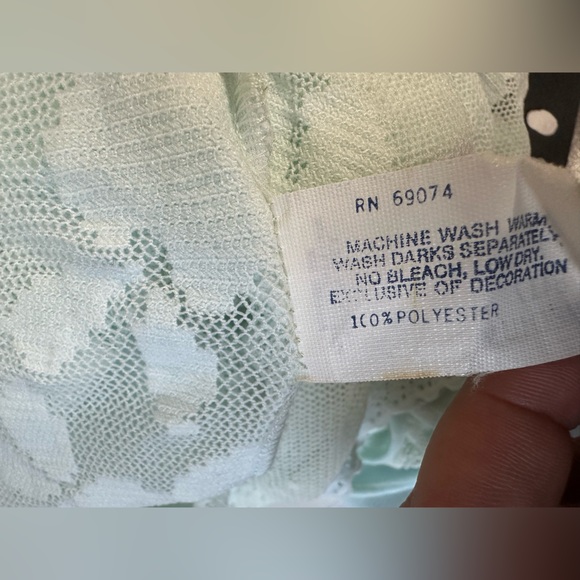 RN 69074
MACHINE WASH WARM
WASH DARKS SEPARATELY
NO BLEACH, LOW DRY.
EXCLUSIVE OF DECORATION
100% POLYESTER